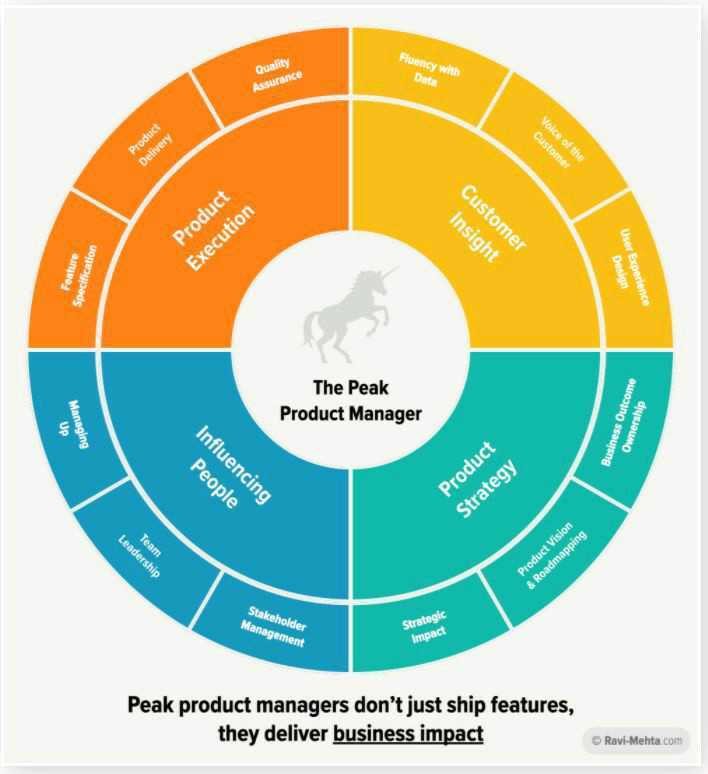 Quality
Assurance
Fluency with
Data
Product
Delivery
Voice of the
Customer
Feature
Specification
Product
Execution
Customer
Insight
User Experience
Design
The Peak
Product Manager
Managing
Up
Influencing
People
Product
Strategy
Business Outcome
Ownership
Team
Leadership
Product Vision
& Roadmapping
Stakeholder
Management
Strategic
Impact
Peak product managers don't just ship features,
they deliver business impact
© Ravi-Mehta.com